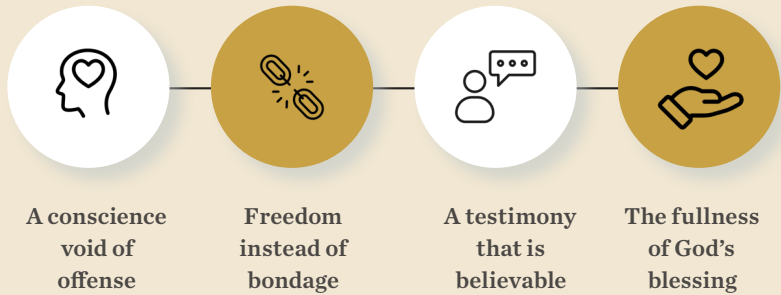 A conscience
void of
offense
Freedom
instead of
bondage
A testimony
that is
believable
The fullness
of God’s
blessing